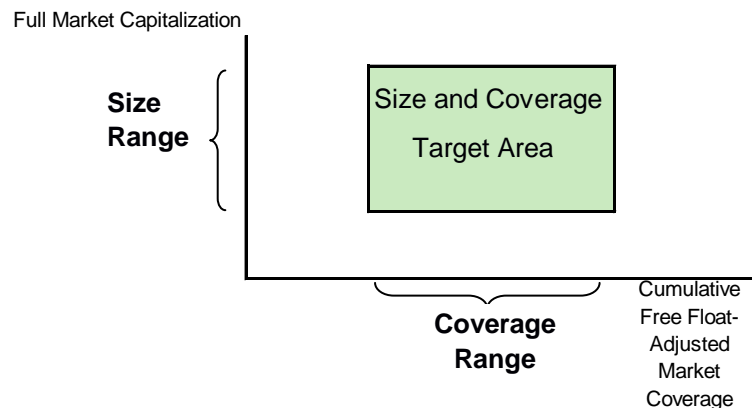 Full Market Capitalization
Size
Range
Size and Coverage
Target Area
Coverage
Range
Cumulative
Free Float-
Adjusted
Market
Coverage